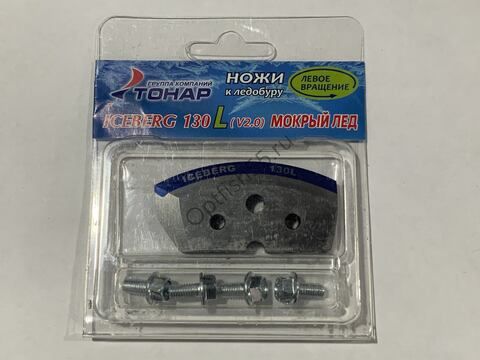 ГРУППА КОМПАНИЙ
ТОНАР
НОЖИ
к ледобуру
ЛЕВОЕ
ВРАЩЕНИЕ
ICEBERG 130 L (V2.0) МОКРЫЙ ЛЕД
ICEBERG 130L